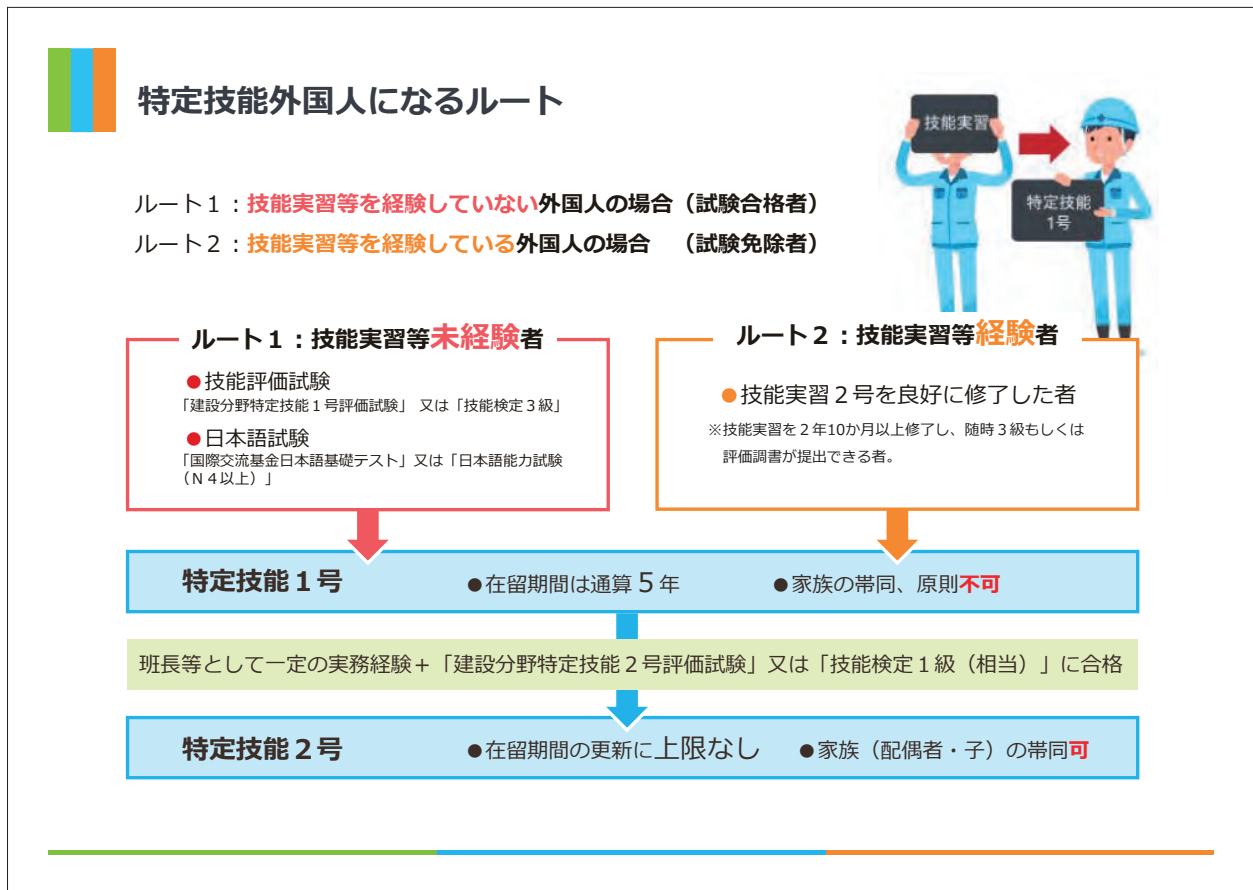 特定技能外国人になるルート
技能実習
特定技能
1号
ルート１：技能実習等を経験していない外国人の場合（試験合格者）
ルート２：技能実習等を経験している外国人の場合　（試験免除者）
ルート１：技能実習等未経験者
●技能評価試験
「建設分野特定技能１号評価試験」 又は「技能検定３級」
●日本語試験
「国際交流基金日本語基礎テスト」又は「日本語能力試験
（Ｎ４以上）」
ルート２：技能実習等経験者
●技能実習２号を良好に修了した者
※技能実習を２年10か月以上修了し、随時３級もしくは
評価調書が提出できる者。
特定技能１号　●在留期間は通算５年　●家族の帯同、原則不可
班長等として一定の実務経験＋「建設分野特定技能２号評価試験」又は「技能検定１級（相当）」に合格
特定技能２号　●在留期間の更新に上限なし　●家族（配偶者・子）の帯同可